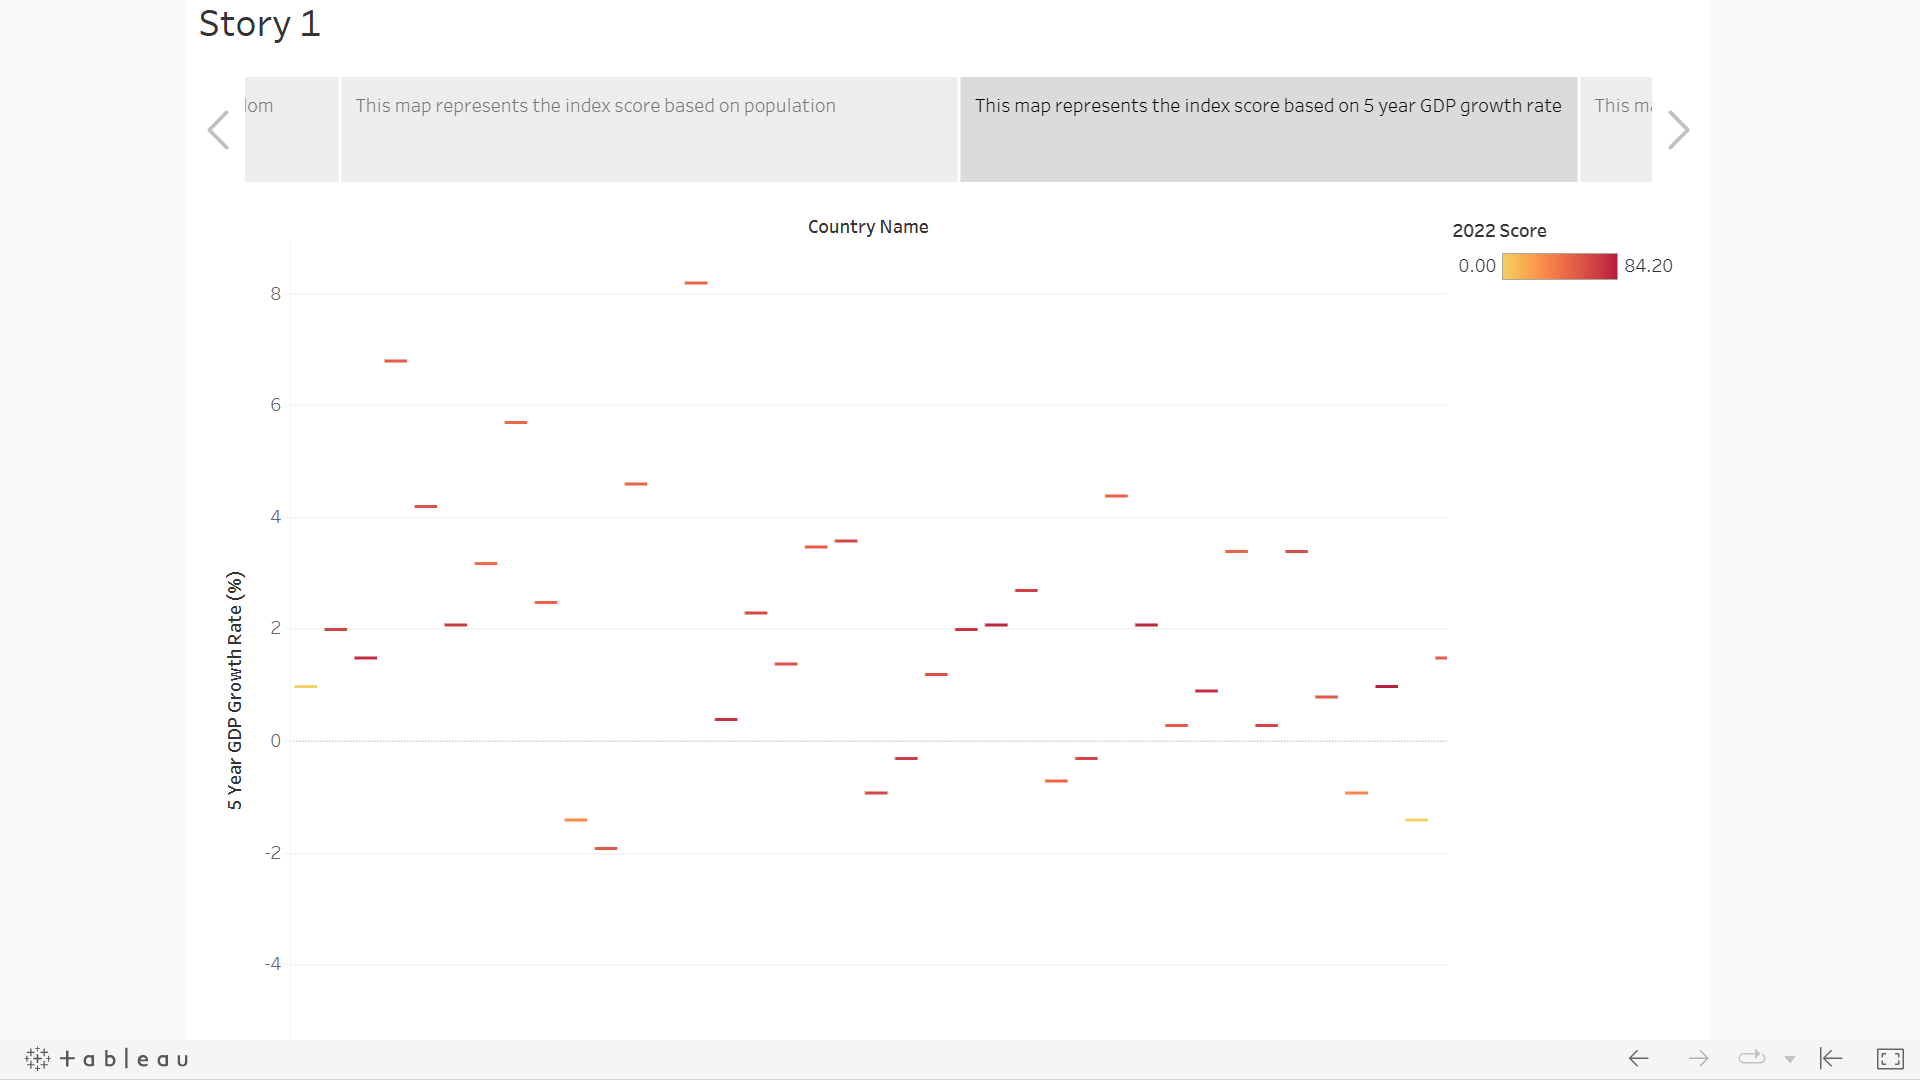 Story 1
This map represents the index score based on population
This map represents the index score based on 5 year GDP growth rate
This
Country Name
2022 Score
0.00 84.20
5 Year GDP Growth Rate (%)
8
6
4
2
0
-2
-4
+ a b | e a u